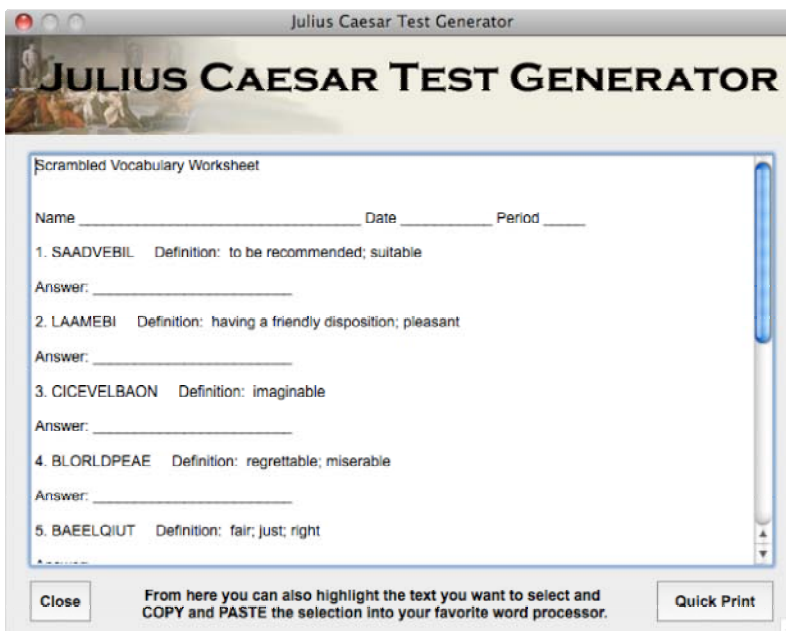 Julius Caesar Test Generator
JULIUS CAESAR TEST GENERATOR
Scrambled Vocabulary Worksheet
Name ___________________________________ Date ___________ Period _____
1. SAADVEBIL Definition: to be recommended; suitable
Answer: ________________________
2. LAAMEBI Definition: having a friendly disposition; pleasant
Answer: ________________________
3. CICEVELBAON Definition: imaginable
Answer: ________________________
4. BLORLDPEAE Definition: regrettable; miserable
Answer: ________________________
5. BAEELQIUT Definition: fair; just; right
Close
From here you can also highlight the text you want to select and
COPY and PASTE the selection into your favorite word processor.
Quick Print